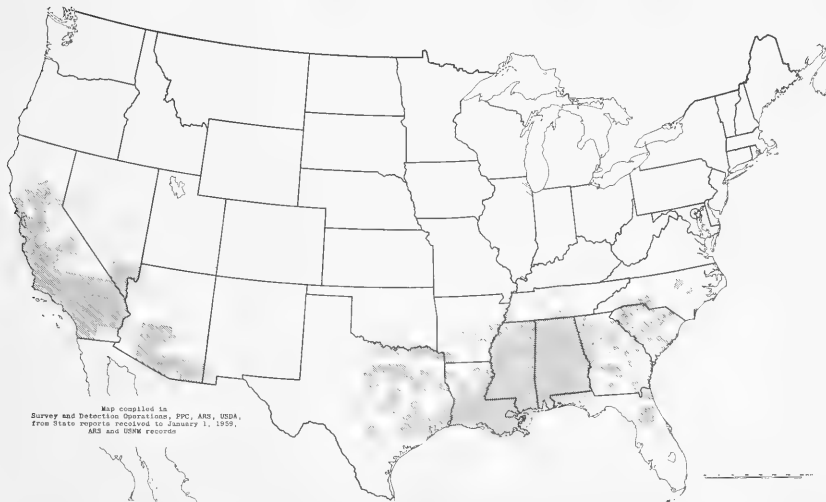 Map compiled in
Survey and Detection Operations, PPC, ARS, USDA,
from State reports received to January 1, 1959,
ARS and USNM records